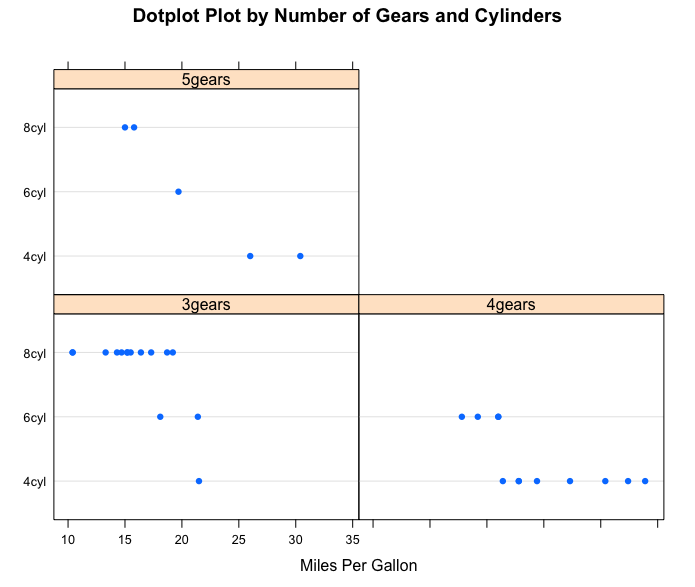 Dotplot Plot by Number of Gears and Cylinders
5gears
8cyl
6cyl
4cyl
3gears 4gears
8cyl
6cyl
4cyl
10 15 20 25 30 35
Miles Per Gallon